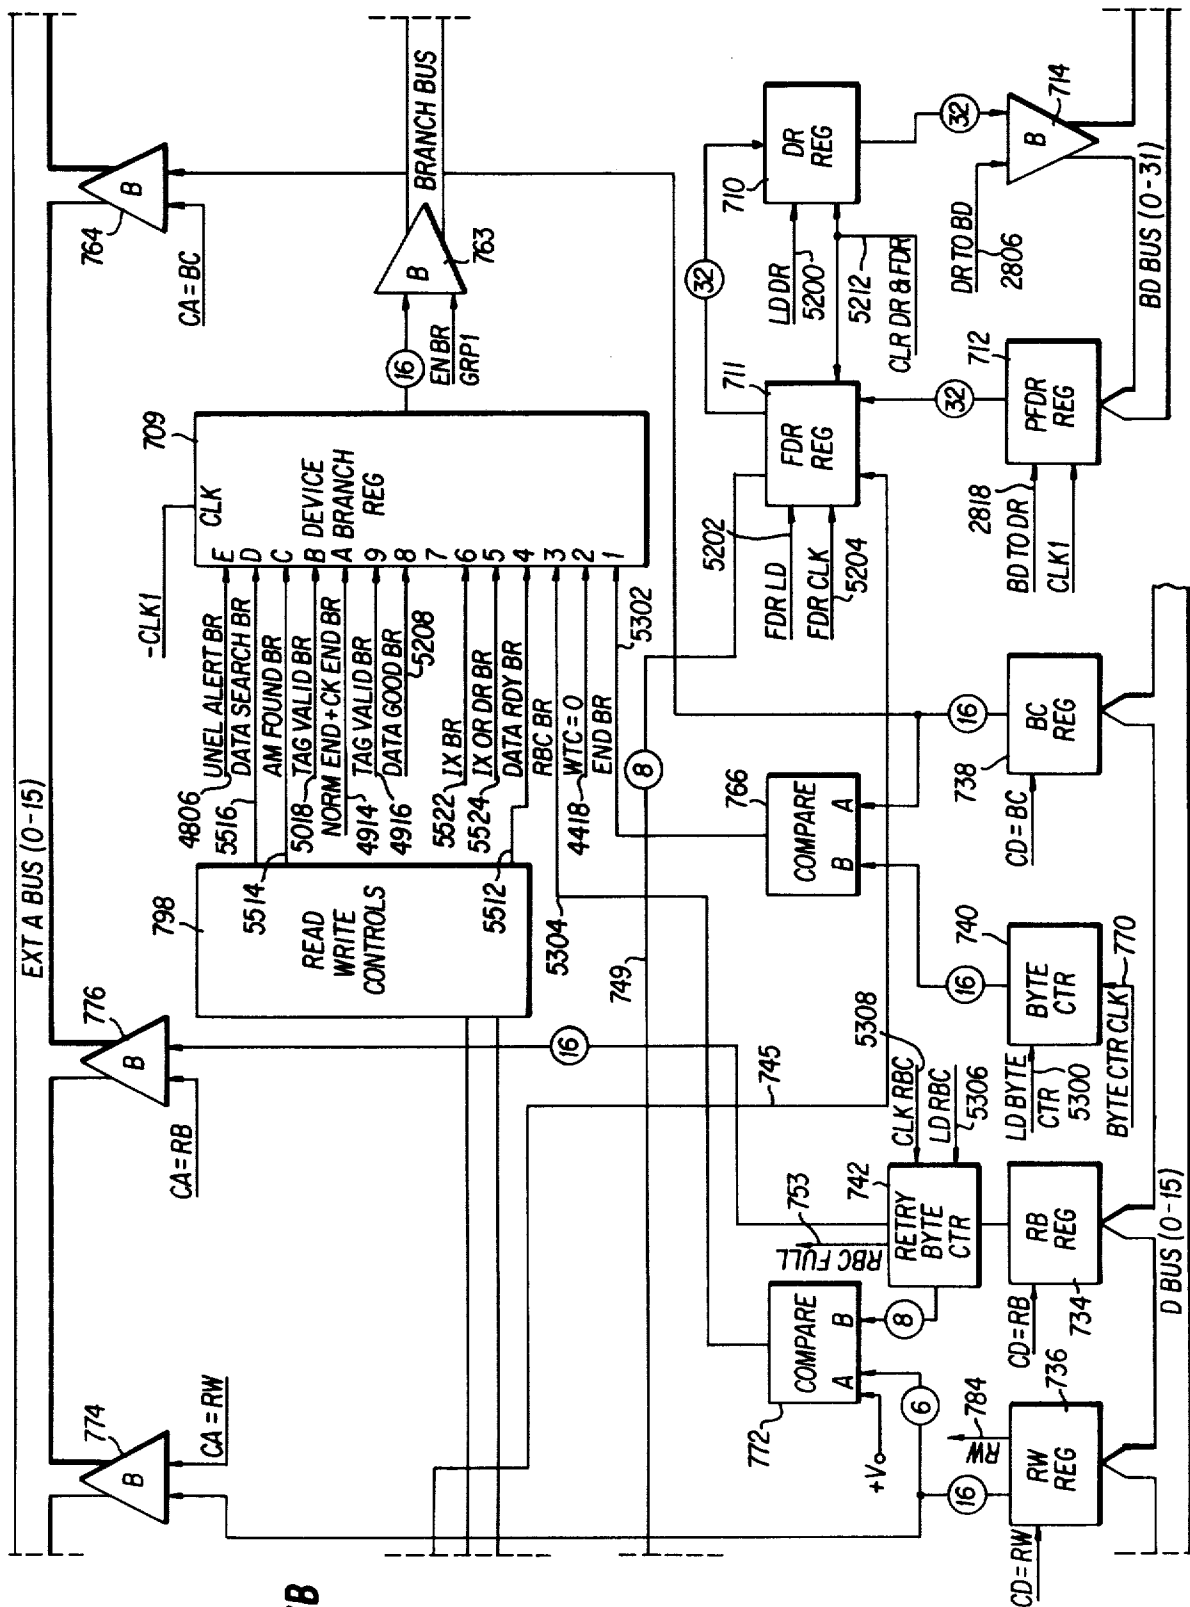 EXT A BUS (0-15)
774
B
CA = RW
776
B
CA = RB
764
B
CA = BC
798
READ
WRITE
CONTROLS
-CLK1
709
CLK
DEVICE
BRANCH
REG
E
D
C
B
A
9
8
7
6
5
4
3
2
1
4806
UNEL ALERT BR
5516
DATA SEARCH BR
5514
AM FOUND BR
5018
TAG VALID BR
NORM END + CK END BR
4914
TAG VALID BR
4916
DATA GOOD BR
5208
5522
IX BR
5524
IX OR DR BR
DATA RDY BR
5512
RBC BR
5304
WTC = 0
4418
END BR
5302
16
EN BR
GRP1
B
763
BRANCH BUS
749
8
745
16
753
RBC FULL
742
RETRY
BYTE
CTR
CLK RBC
5308
LD RBC
5306
772
COMPARE
A
B
+V
6
8
766
COMPARE
B
A
16
RW
784
736
RW
REG
CD = RW
CD = RB
734
RB
REG
16
740
BYTE
CTR
LD BYTE
CTR
5300
BYTE CTR CLK
770
16
738
BC
REG
CD = BC
D BUS (0-15)
711
FDR
REG
FDR LD
5202
FDR CLK
5204
32
710
DR
REG
LD DR
5200
5212
CLR DR & FDR
32
712
PFDR
REG
2818
BD TO DR
CLK1
32
DR TO BD
2806
B
714
BD BUS (0-31)